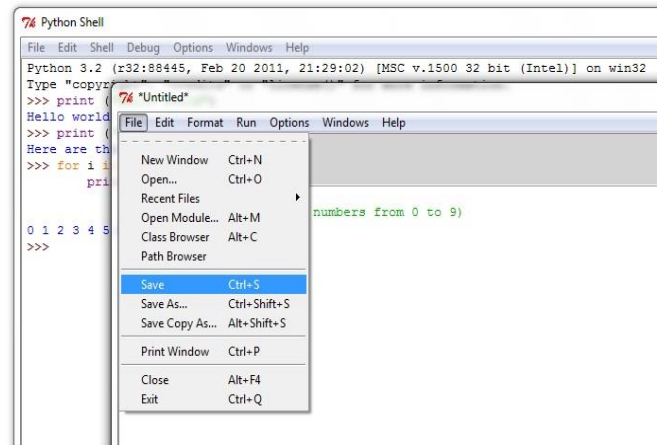 Python Shell
File Edit Shell Debug Options Windows Help
Python 3.2 (r32:88445, Feb 20 2011, 21:29:02) [MSC v.1500 32 bit (Intel)] on win32
Type
>>> print (
Hello world
>>> print (
Here are
>>> for i
0 1 2 3 4 5
>>>
*Untitled*
File Edit Format Run Options Windows Help
numbers from 0 to 9)
New Window Ctrl+N
Open... Ctrl+O
Recent Files
Open Module... Alt+M
Class Browser Alt+C
Path Browser
Save Ctrl+S
Save As... Ctrl+Shift+S
Save Copy As... Alt+Shift+S
Print Window Ctrl+P
Close Alt+F4
Exit Ctrl+Q